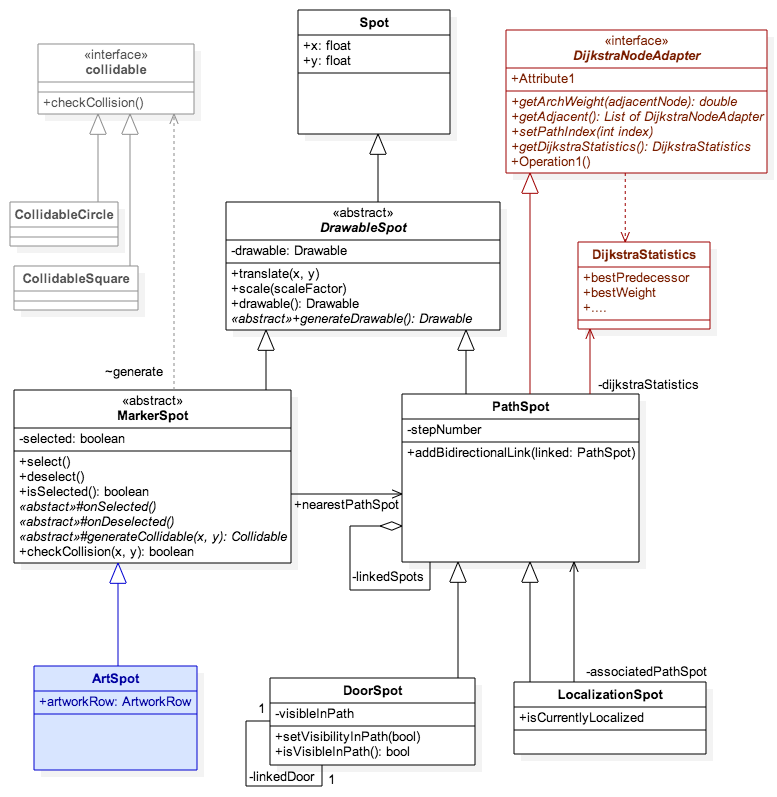 Spot
+x: float
+y: float
«interface»
collidable
+checkCollision()
«interface»
DijkstraNodeAdapter
+Attribute1
+getArchWeight(adjacentNode): double
+getAdjacent(): List of DijkstraNodeAdapter
+setPathIndex(int index)
+getDijkstraStatistics(): DijkstraStatistics
+Operation1()
CollidableCircle
CollidableSquare
«abstract»
DrawableSpot
-drawable: Drawable
+translate(x, y)
+scale(scaleFactor)
+drawable(): Drawable
«abstract»+generateDrawable(): Drawable
DijkstraStatistics
+bestPredecessor
+bestWeight
+....
~generate
-dijkstraStatistics
«abstract»
MarkerSpot
-selected: boolean
+select()
+deselect()
+isSelected(): boolean
«abstact»#onSelected()
«abstract»#onDeselected()
«abstract»#generateCollidable(x, y): Collidable
+checkCollision(x, y): boolean
PathSpot
-stepNumber
+addBidirectionalLink(linked: PathSpot)
+nearestPathSpot
-linkedSpots
ArtSpot
+artworkRow: ArtworkRow
DoorSpot
-visibleInPath
+setVisibilityInPath(bool)
+isVisibleInPath(): bool
1
-linkedDoor
1
-associatedPathSpot
LocalizationSpot
+isCurrentlyLocalized